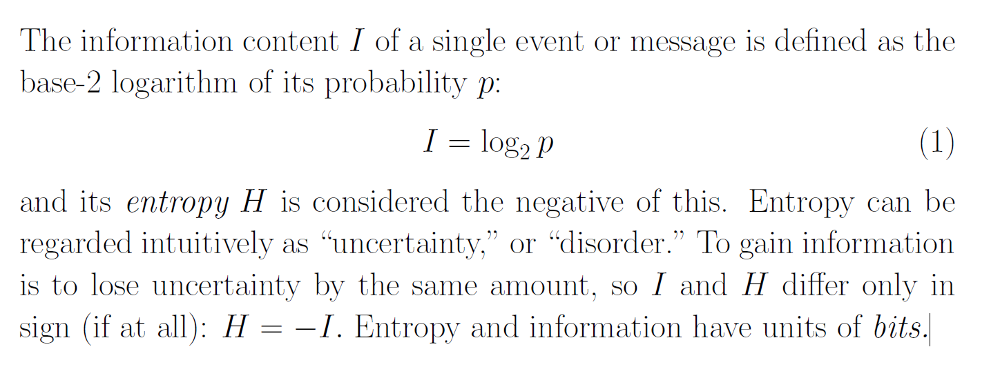 The information content I of a single event or message is defined as the
base-2 logarithm of its probability p:
I = log₂ p (1)
and its entropy H is considered the negative of this. Entropy can be
regarded intuitively as “uncertainty,” or “disorder.” To gain information
is to lose uncertainty by the same amount, so I and H differ only in
sign (if at all): H = −I. Entropy and information have units of bits.